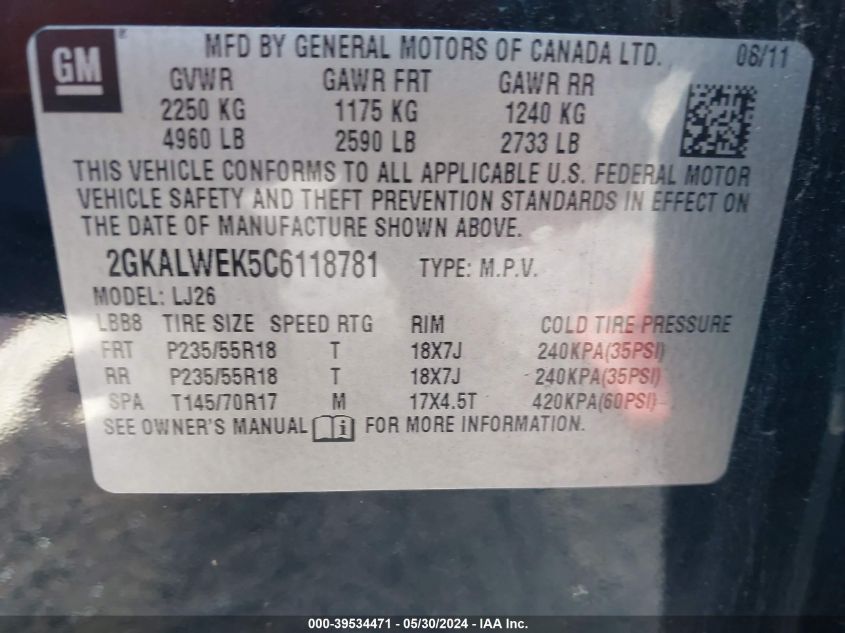 GM ® MFD BY GENERAL MOTORS OF CANADA LTD. 08/11
GVWR GAWR FRT GAWR RR
2250 KG 1175 KG 1240 KG
4960 LB 2590 LB 2733 LB
THIS VEHICLE CONFORMS TO ALL APPLICABLE U.S. FEDERAL MOTOR
VEHICLE SAFETY AND THEFT PREVENTION STANDARDS IN EFFECT ON
THE DATE OF MANUFACTURE SHOWN ABOVE.
2GKALWEK5C6118781 TYPE: M.P.V.
MODEL: LJ26
LBB8 TIRE SIZE SPEED RTG RIM COLD TIRE PRESSURE
FRT P235/55R18 T 18X7J 240KPA(35PSI)
RR P235/55R18 T 18X7J 240KPA(35PSI)
SPA T145/70R17 M 17X4.5T 420KPA(60PSI)
SEE OWNER'S MANUAL i FOR MORE INFORMATION.
000-39534471 - 05/30/2024 - IAA Inc.